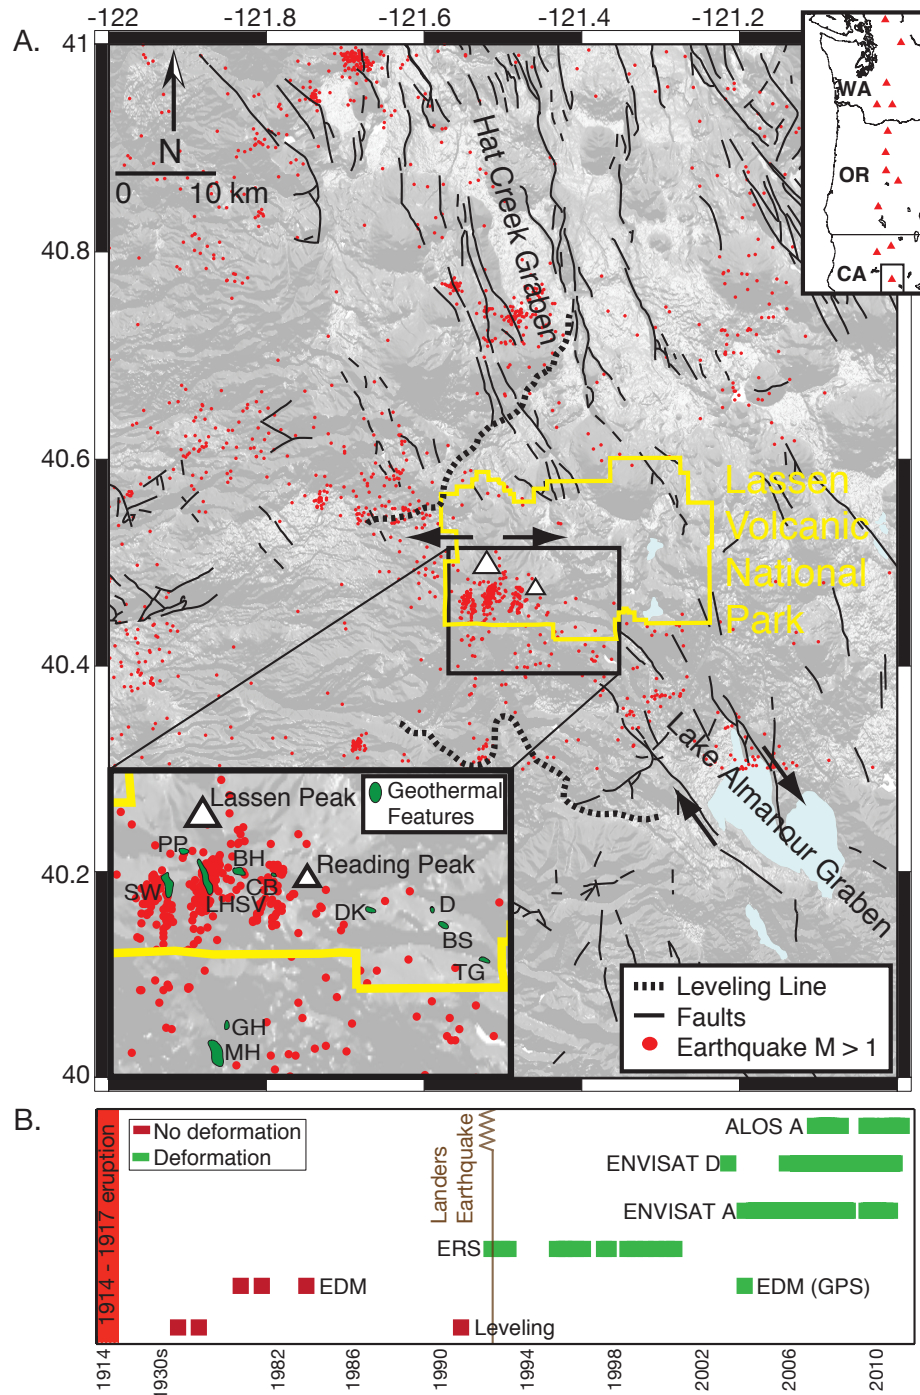 A.
-122
-121.8
-121.6
-121.4
-121.2
41
40.8
40.6
40.4
40.2
40
N
0 10 km
Hat Creek Graben
WA
OR
CA
Lassen
Volcanic
National
Park
Lake Almanour Graben
Geothermal
Features
Lassen Peak
Reading Peak
PP
BH
SW
CB
LHSV
DK
D
BS
TG
GH
MH
Leveling Line
Faults
Earthquake M > 1
B.
No deformation
Deformation
1914 - 1917 eruption
Landers
Earthquake
ALOS A
ENVISAT D
ENVISAT A
ERS
EDM
EDM (GPS)
Leveling
1914
1930s
1982
1986
1990
1994
1998
2002
2006
2010